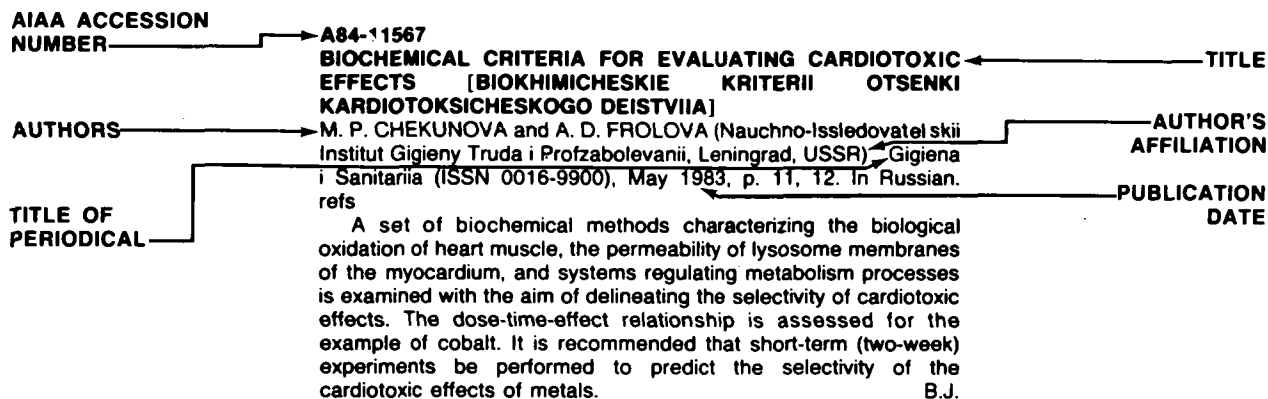 AIAA ACCESSION
NUMBER
A84-11567
BIOCHEMICAL CRITERIA FOR EVALUATING CARDIOTOXIC
EFFECTS [BIOKHIMICHESKIE KRITERII OTSENKI
KARDIOTOKSICHESKOGO DEISTVIIA]
TITLE
AUTHORS
M. P. CHEKUNOVA and A. D. FROLOVA (Nauchno-Issledovatel skii
Institut Gigieny Truda i Profzabolevanii, Leningrad, USSR) Gigiena
i Sanitariia (ISSN 0016-9900), May 1983, p. 11, 12. In Russian.
refs
AUTHOR'S
AFFILIATION
PUBLICATION
DATE
TITLE OF
PERIODICAL
A set of biochemical methods characterizing the biological
oxidation of heart muscle, the permeability of lysosome membranes
of the myocardium, and systems regulating metabolism processes
is examined with the aim of delineating the selectivity of cardiotoxic
effects. The dose-time-effect relationship is assessed for the
example of cobalt. It is recommended that short-term (two-week)
experiments be performed to predict the selectivity of the
cardiotoxic effects of metals. B.J.